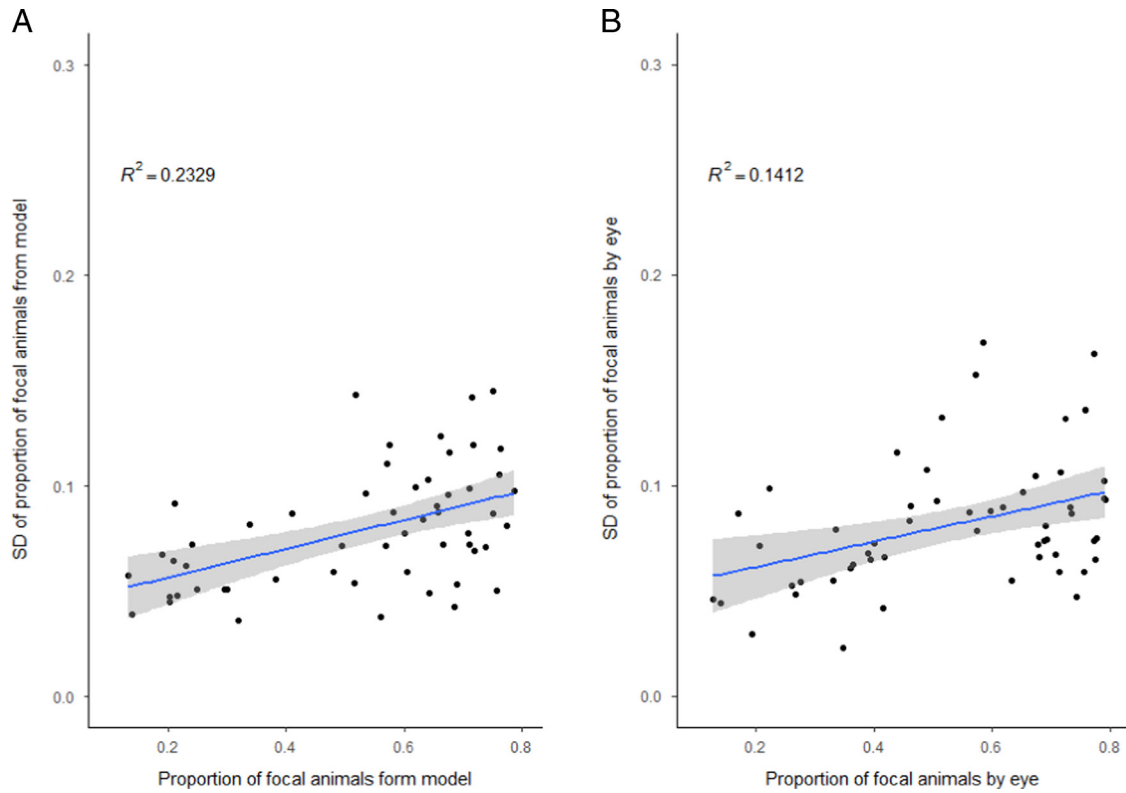 A
SD of proportion of focal animals from model
0.3
0.2
0.1
0.0
R² = 0.2329
0.2 0.4 0.6 0.8
Proportion of focal animals form model
B
SD of proportion of focal animals by eye
0.3
0.2
0.1
0.0
R² = 0.1412
0.2 0.4 0.6 0.8
Proportion of focal animals by eye